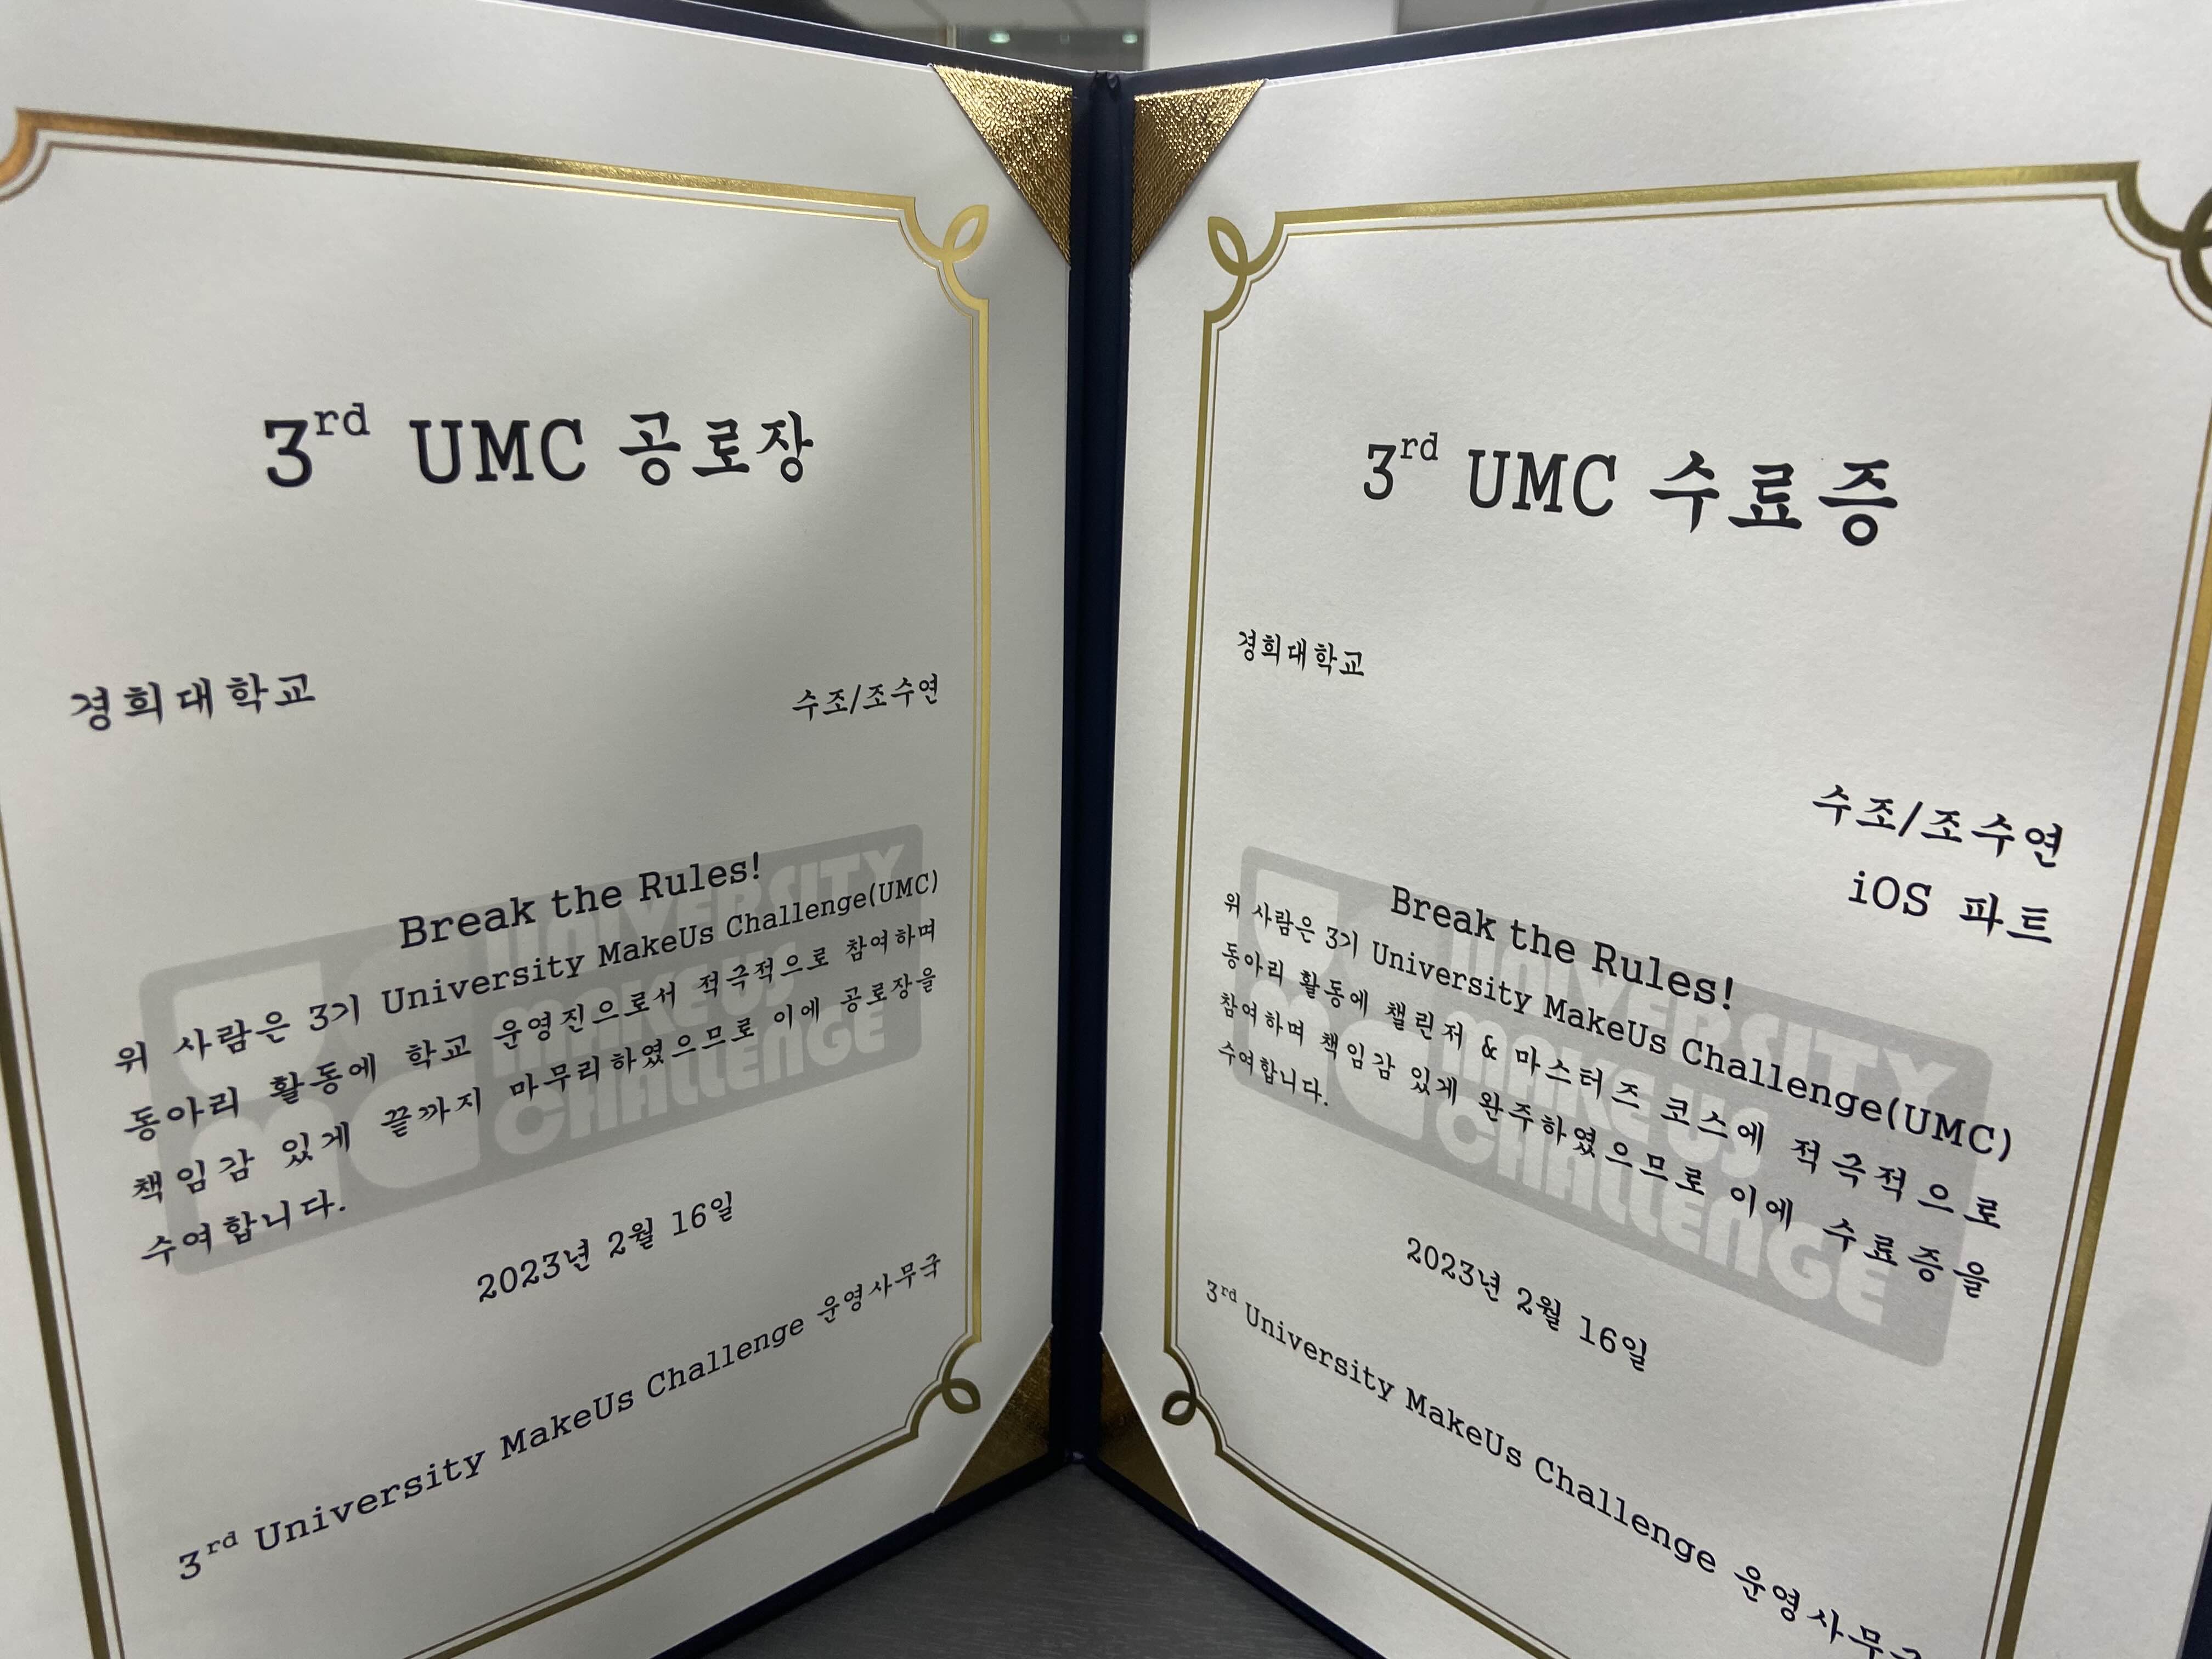 3rd UMC 공로장
경희대학교
수조/조수연
Break the Rules!
위 사람은 3기 University MakeUs Challenge(UMC)
동아리 활동에 학교 운영진으로서 적극적으로 참여하며
책임감 있게 끝까지 마무리하였으므로 이에 공로장을
수여합니다.
2023년 2월 16일
3rd University MakeUs Challenge 운영사무국
UNIVERSITY
MAKE US
CHALLENGE
3rd UMC 수료증
경희대학교
수조/조수연
iOS 파트
Break the Rules!
위 사람은 3기 University MakeUs Challenge(UMC)
동아리 활동에 챌린저 & 마스터즈 코스에 적극적으로
참여하며 책임감 있게 완주하였으므로 이에 수료증을
수여합니다.
2023년 2월 16일
3rd University MakeUs Challenge 운영사무국
UNIVERSITY
MAKE US
CHALLENGE